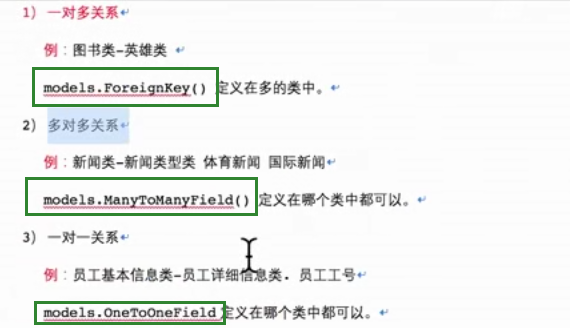 1） 一对多关系
例：图书类-英雄类
models.ForeignKey() 定义在多的类中。
2） 多对多关系
例：新闻类-新闻类型类 体育新闻 国际新闻
models.ManyToManyField() 定义在哪个类中都可以。
3） 一对一关系
例：员工基本信息类-员工详细信息类. 员工工号
models.OneToOneField 定义在哪个类中都可以。